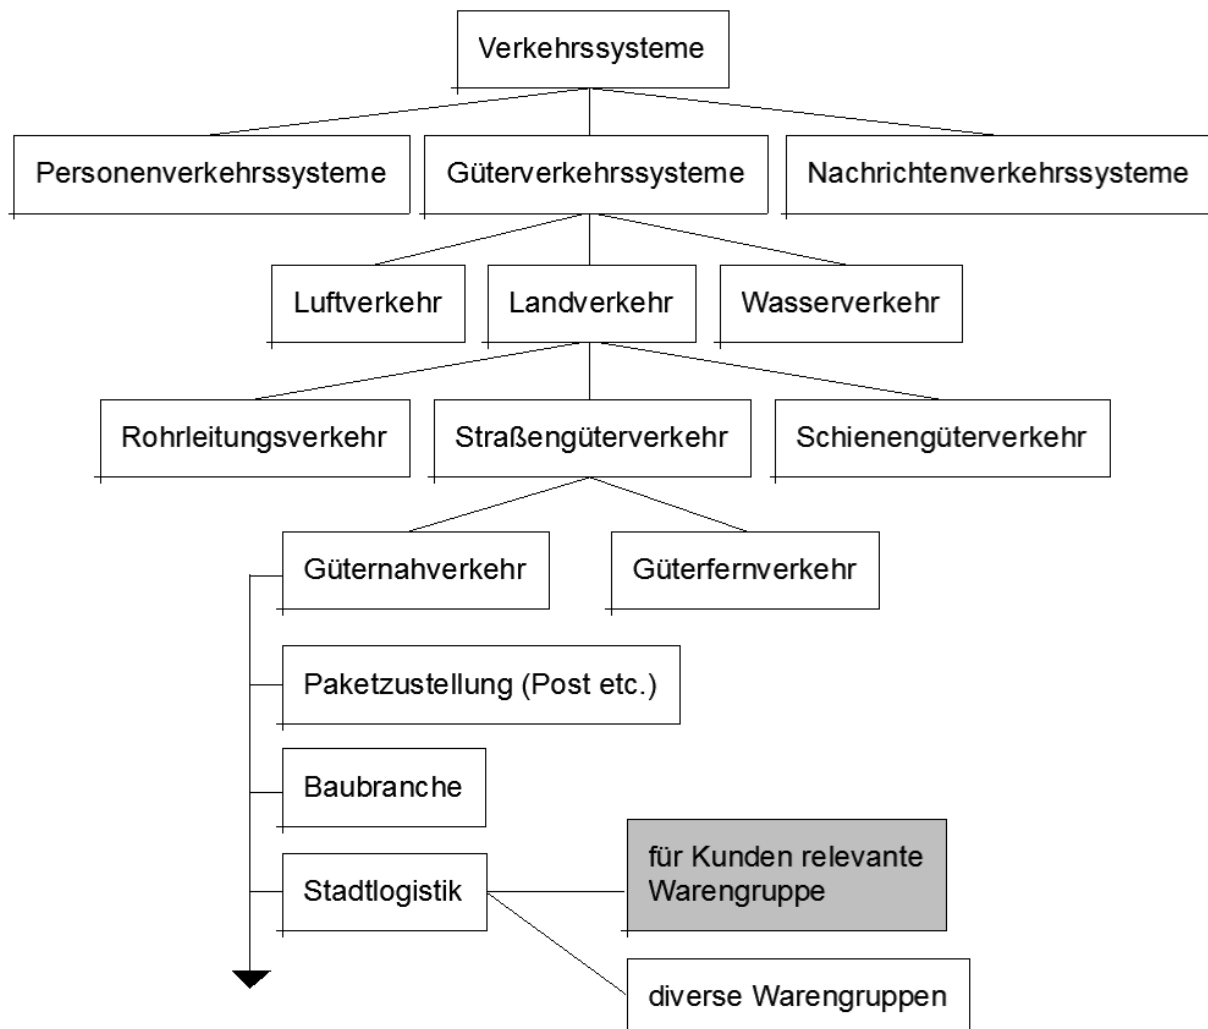 Verkehrssysteme
Personenverkehrssysteme
Güterverkehrssysteme
Nachrichtenverkehrssysteme
Luftverkehr
Landverkehr
Wasserverkehr
Rohrleitungsverkehr
Straßengüterverkehr
Schienengüterverkehr
Güternahverkehr
Güterfernverkehr
Paketzustellung (Post etc.)
Baubranche
Stadtlogistik
für Kunden relevante
Warengruppe
diverse Warengruppen